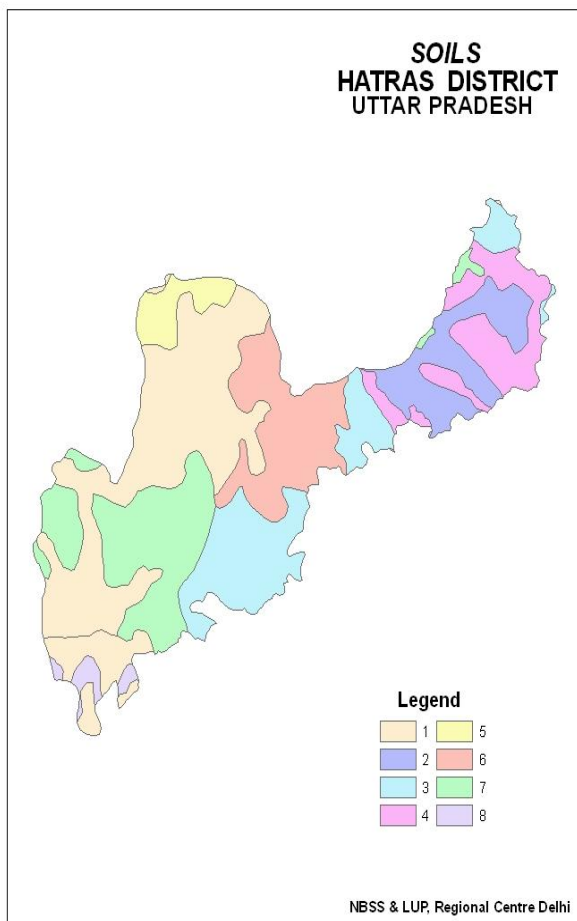 SOILS
HATRAS DISTRICT
UTTAR PRADESH
Legend
1 5
2 6
3 7
4 8
NBSS & LUP, Regional Centre Delhi